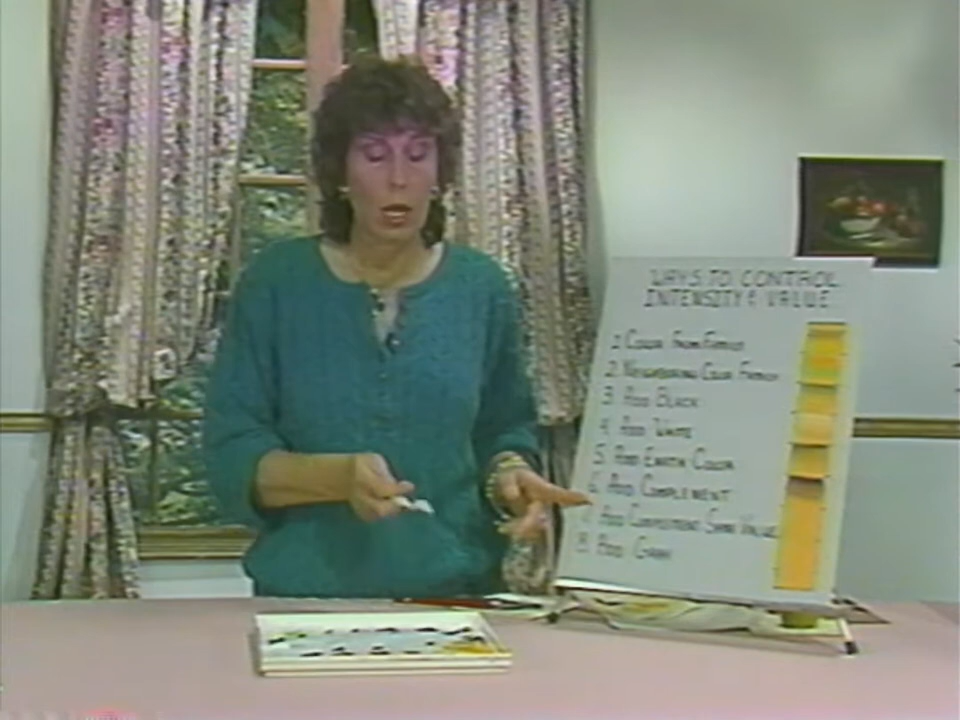 WAYS TO CONTROL
INTENSITY & VALUE
1. COLOR FROM FAMILY
2. NEIGHBORING COLOR FAMILY
3 ADD BLACK
4 ADD WHITE
5 ADD EARTH COLOR
6 ADD COMPLEMENT
7 ADD COMPLEMENT SAME VALUE
8 ADD GRAY